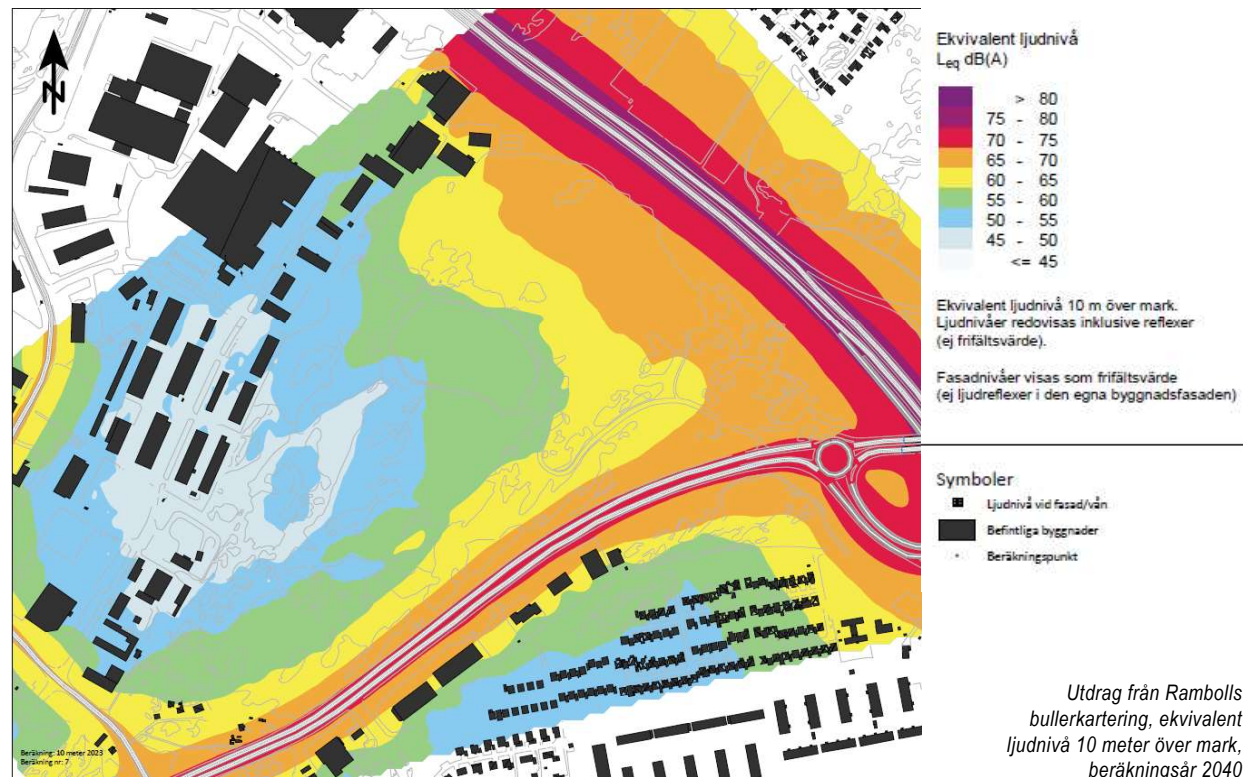 N
Beräkning: 10 meter 2023
Beräkning nr: 7
Ekvivalent ljudnivå
Leq dB(A)
> 80
75 - 80
70 - 75
65 - 70
60 - 65
55 - 60
50 - 55
45 - 50
<= 45
Ekvivalent ljudnivå 10 m över mark.
Ljudnivåer redovisas inklusive reflexer
(ej frifältsvärde).
Fasadnivåer visas som frifältsvärde
(ej ljudreflexer i den egna byggnadsfasaden)
Symboler
Ljudnivå vid fasad/vån
Befintliga byggnader
Beräkningspunkt
Utdrag från Rambolls
bullerkartering, ekvivalent
ljudnivå 10 meter över mark,
beräkningsår 2040